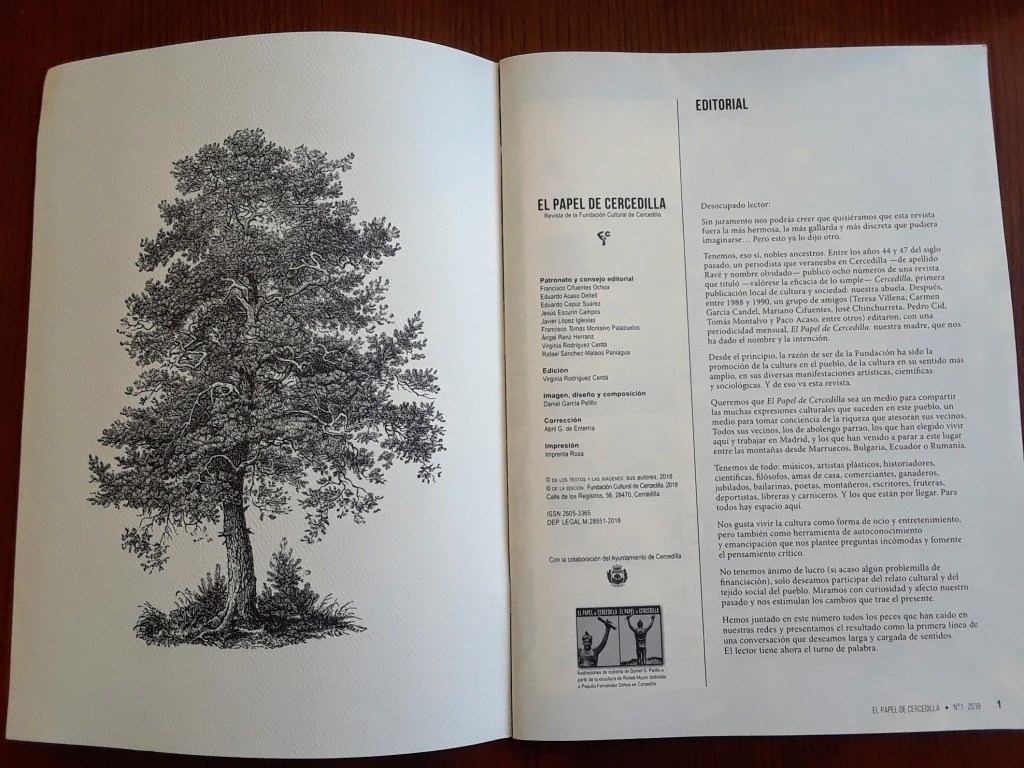 EL PAPEL DE CERCEDILLA
Revista de la Fundación Cultural de Cercedilla
Patronato y consejo editorial
Francisco Cifuentes Ochoa
Eduardo Acaso Deltell
Eduardo Capuz Suárez
Jesús Escurín Campos
Javier López Iglesias
Francisco Tomás Montalvo Palazuelos
Ángel Ranz Herranz
Virginia Rodríguez Cerdá
Rafael Sánchez-Mateos Paniagua
Edición
Virginia Rodríguez Cerdá
Imagen, diseño y composición
Daniel García Pelillo
Corrección
Abril G. de Enterría
Impresión
Imprenta Rosa
© DE LOS TEXTOS Y LAS IMÁGENES: sus autores, 2018
© DE LA EDICIÓN: Fundación Cultural de Cercedilla, 2018
Calle de los Registros, 56, 28470, Cercedilla
ISSN 2605-3365
DEP. LEGAL M-28551-2018
Con la colaboración del Ayuntamiento de Cercedilla
EL PAPEL DE CERCEDILLA EL PAPEL DE CERCEDILLA
Ilustraciones de cubierta de Daniel G. Pelillo a
partir de la escultura de Rafael Muyor dedicada
a Paquito Fernández Ochoa en Cercedilla
EDITORIAL
Desocupado lector:
Sin juramento nos podrás creer que quisiéramos que esta revista
fuera la más hermosa, la más gallarda y más discreta que pudiera
imaginarse... Pero esto ya lo dijo otro.
Tenemos, eso sí, nobles ancestros. Entre los años 44 y 47 del siglo
pasado, un periodista que veraneaba en Cercedilla —de apellido
Ravé y nombre olvidado— publicó ocho números de una revista
que tituló —valórese la eficacia de lo simple— Cercedilla, primera
publicación local de cultura y sociedad: nuestra abuela. Después,
entre 1988 y 1990, un grupo de amigos (Teresa Villena, Carmen
García Candel, Mariano Cifuentes, José Chinchurreta, Pedro Cid,
Tomás Montalvo y Paco Acaso, entre otros) editaron, con una
periodicidad mensual, El Papel de Cercedilla: nuestra madre, que nos
ha dado el nombre y la intención.
Desde el principio, la razón de ser de la Fundación ha sido la
promoción de la cultura en el pueblo, de la cultura en su sentido más
amplio, en sus diversas manifestaciones artísticas, científicas
y sociológicas. Y de eso va esta revista.
Queremos que El Papel de Cercedilla sea un medio para compartir
las muchas expresiones culturales que suceden en este pueblo, un
medio para tomar conciencia de la riqueza que atesoran sus vecinos.
Todos sus vecinos, los de abolengo parrao, los que han elegido vivir
aquí y trabajar en Madrid, y los que han venido a parar a este lugar
entre las montañas desde Marruecos, Bulgaria, Ecuador o Rumanía.
Tenemos de todo: músicos, artistas plásticos, historiadores,
científicas, filósofos, amas de casa, comerciantes, ganaderos,
jubilados, bailarinas, poetas, montañeros, escritores, fruteras,
deportistas, libreras y carniceros. Y los que están por llegar. Para
todos hay espacio aquí.
Nos gusta vivir la cultura como forma de ocio y entretenimiento,
pero también como herramienta de autoconocimiento
y emancipación que nos plantee preguntas incómodas y fomente
el pensamiento crítico.
No tenemos ánimo de lucro (si acaso algún problemilla de
financiación), solo deseamos participar del relato cultural y del
tejido social del pueblo. Miramos con curiosidad y afecto nuestro
pasado y nos estimulan los cambios que trae el presente.
Hemos juntado en este número todos los peces que han caído en
nuestras redes y presentamos el resultado como la primera línea de
una conversación que deseamos larga y cargada de sentidos.
El lector tiene ahora el turno de palabra.
EL PAPEL DE CERCEDILLA • Nº1 2018 1